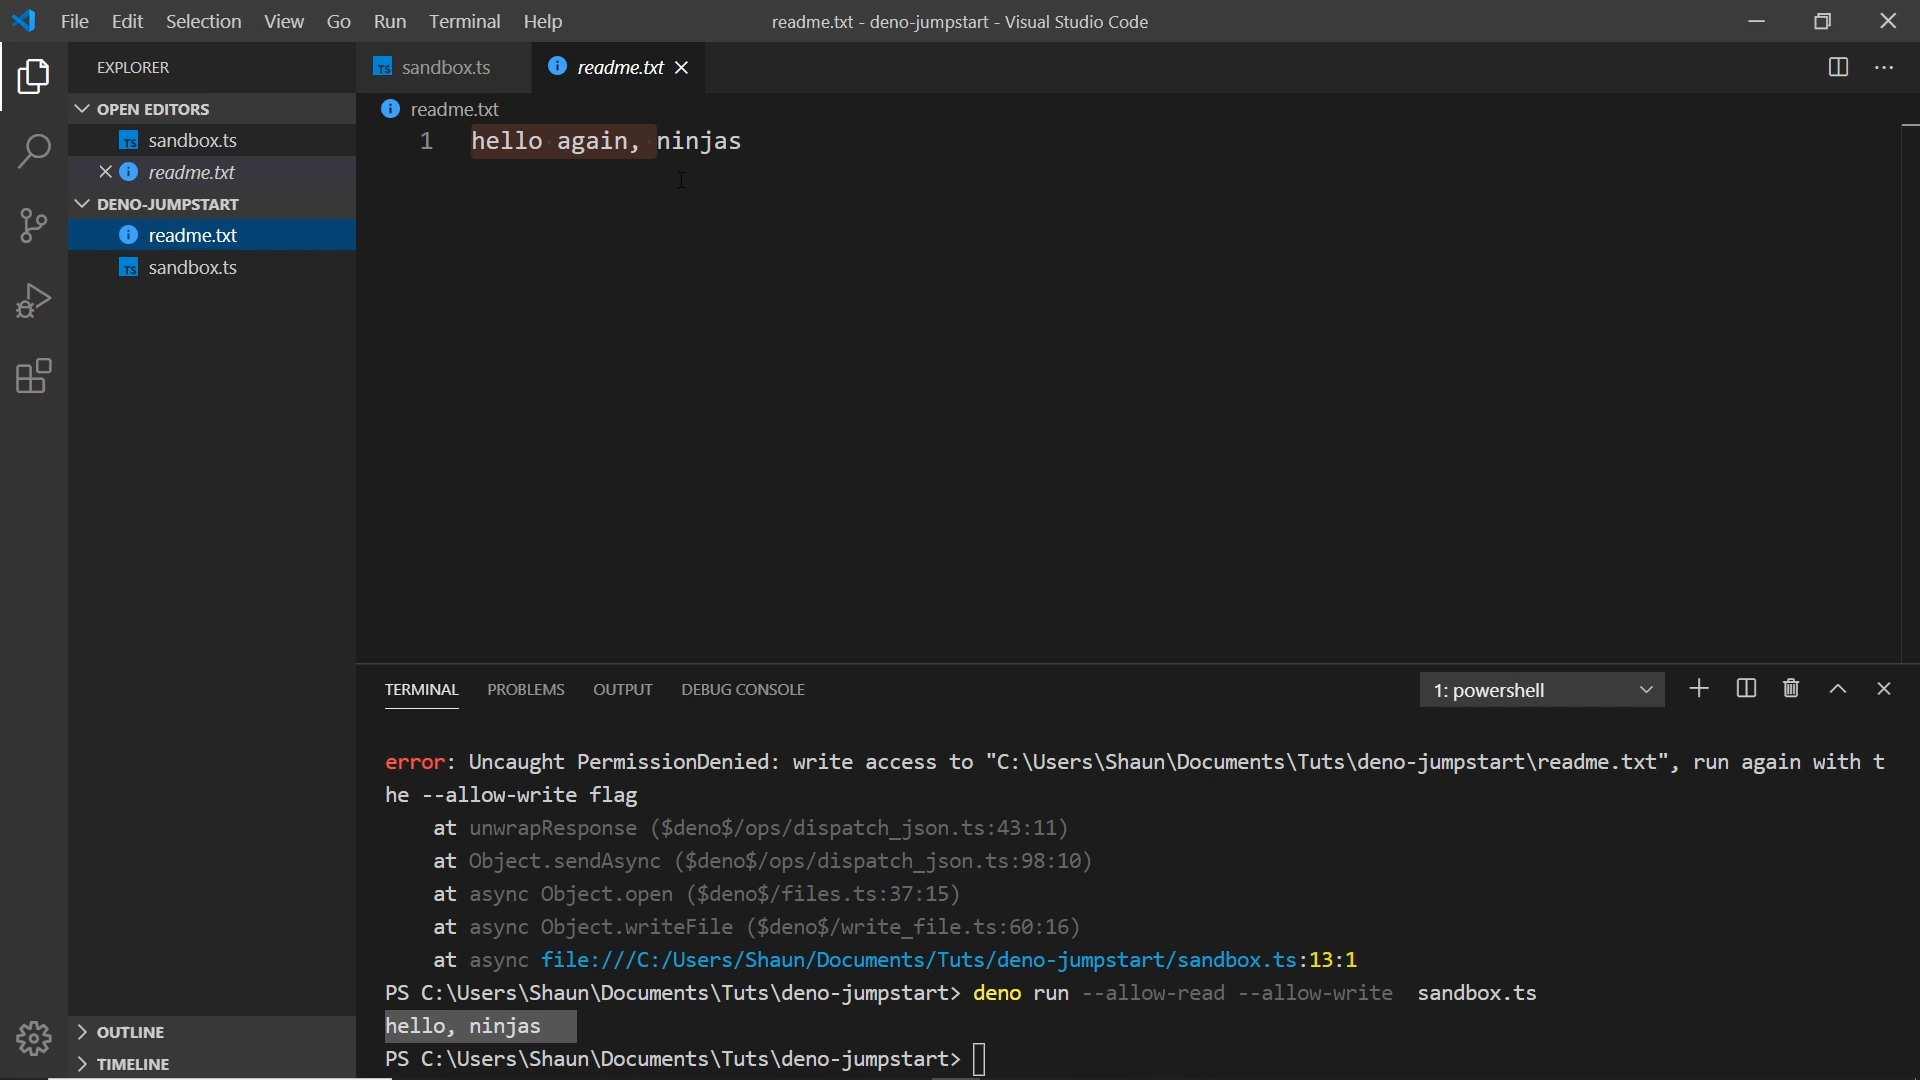 File Edit Selection View Go Run Terminal Help readme.txt - deno-jumpstart - Visual Studio Code
EXPLORER
OPEN EDITORS
TS sandbox.ts
readme.txt
DENO-JUMPSTART
readme.txt
TS sandbox.ts
OUTLINE
TIMELINE
TS sandbox.ts readme.txt
readme.txt
1 hello again, ninjas
TERMINAL PROBLEMS OUTPUT DEBUG CONSOLE 1: powershell
error: Uncaught PermissionDenied: write access to "C:\Users\Shaun\Documents\Tuts\deno-jumpstart\readme.txt", run again with t
he --allow-write flag
at unwrapResponse ($deno$/ops/dispatch_json.ts:43:11)
at Object.sendAsync ($deno$/ops/dispatch_json.ts:98:10)
at async Object.open ($deno$/files.ts:37:15)
at async Object.writeFile ($deno$/write_file.ts:60:16)
at async file:///C:/Users/Shaun/Documents/Tuts/deno-jumpstart/sandbox.ts:13:1
PS C:\Users\Shaun\Documents\Tuts\deno-jumpstart> deno run --allow-read --allow-write sandbox.ts
hello, ninjas
PS C:\Users\Shaun\Documents\Tuts\deno-jumpstart>